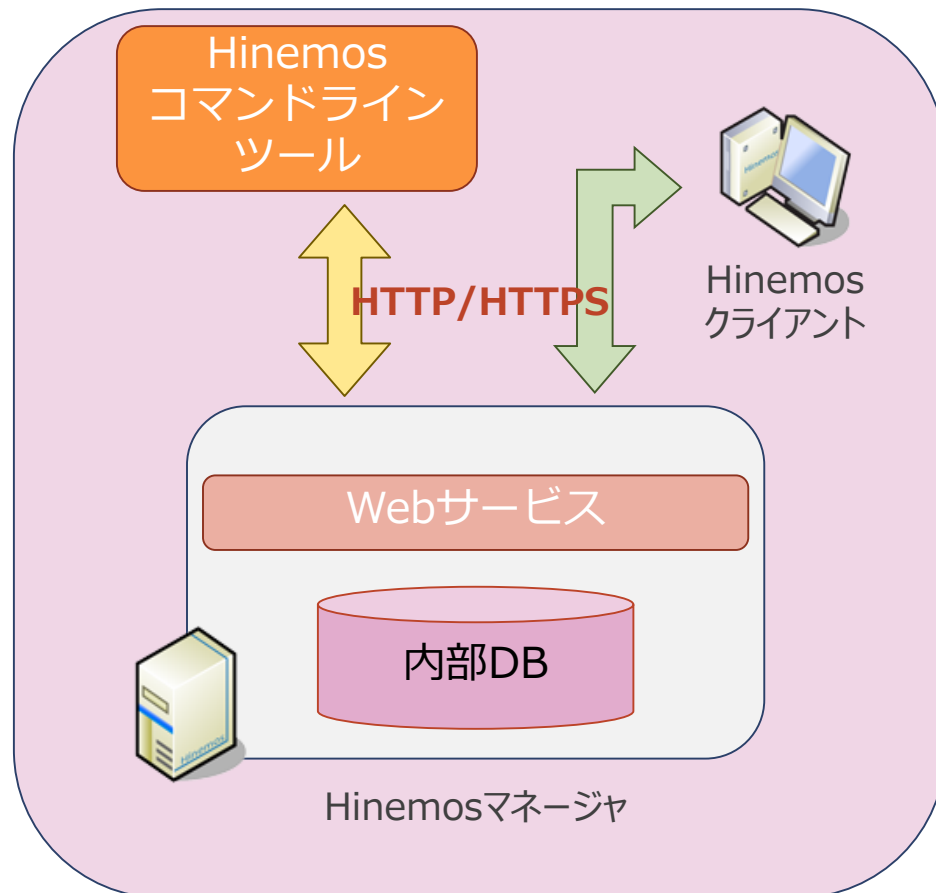 Hinemos
コマンドライン
ツール
Hinemos
HTTP/HTTPS
Hinemos
クライアント
Webサービス
内部DB
Hinemos
Hinemosマネージャ